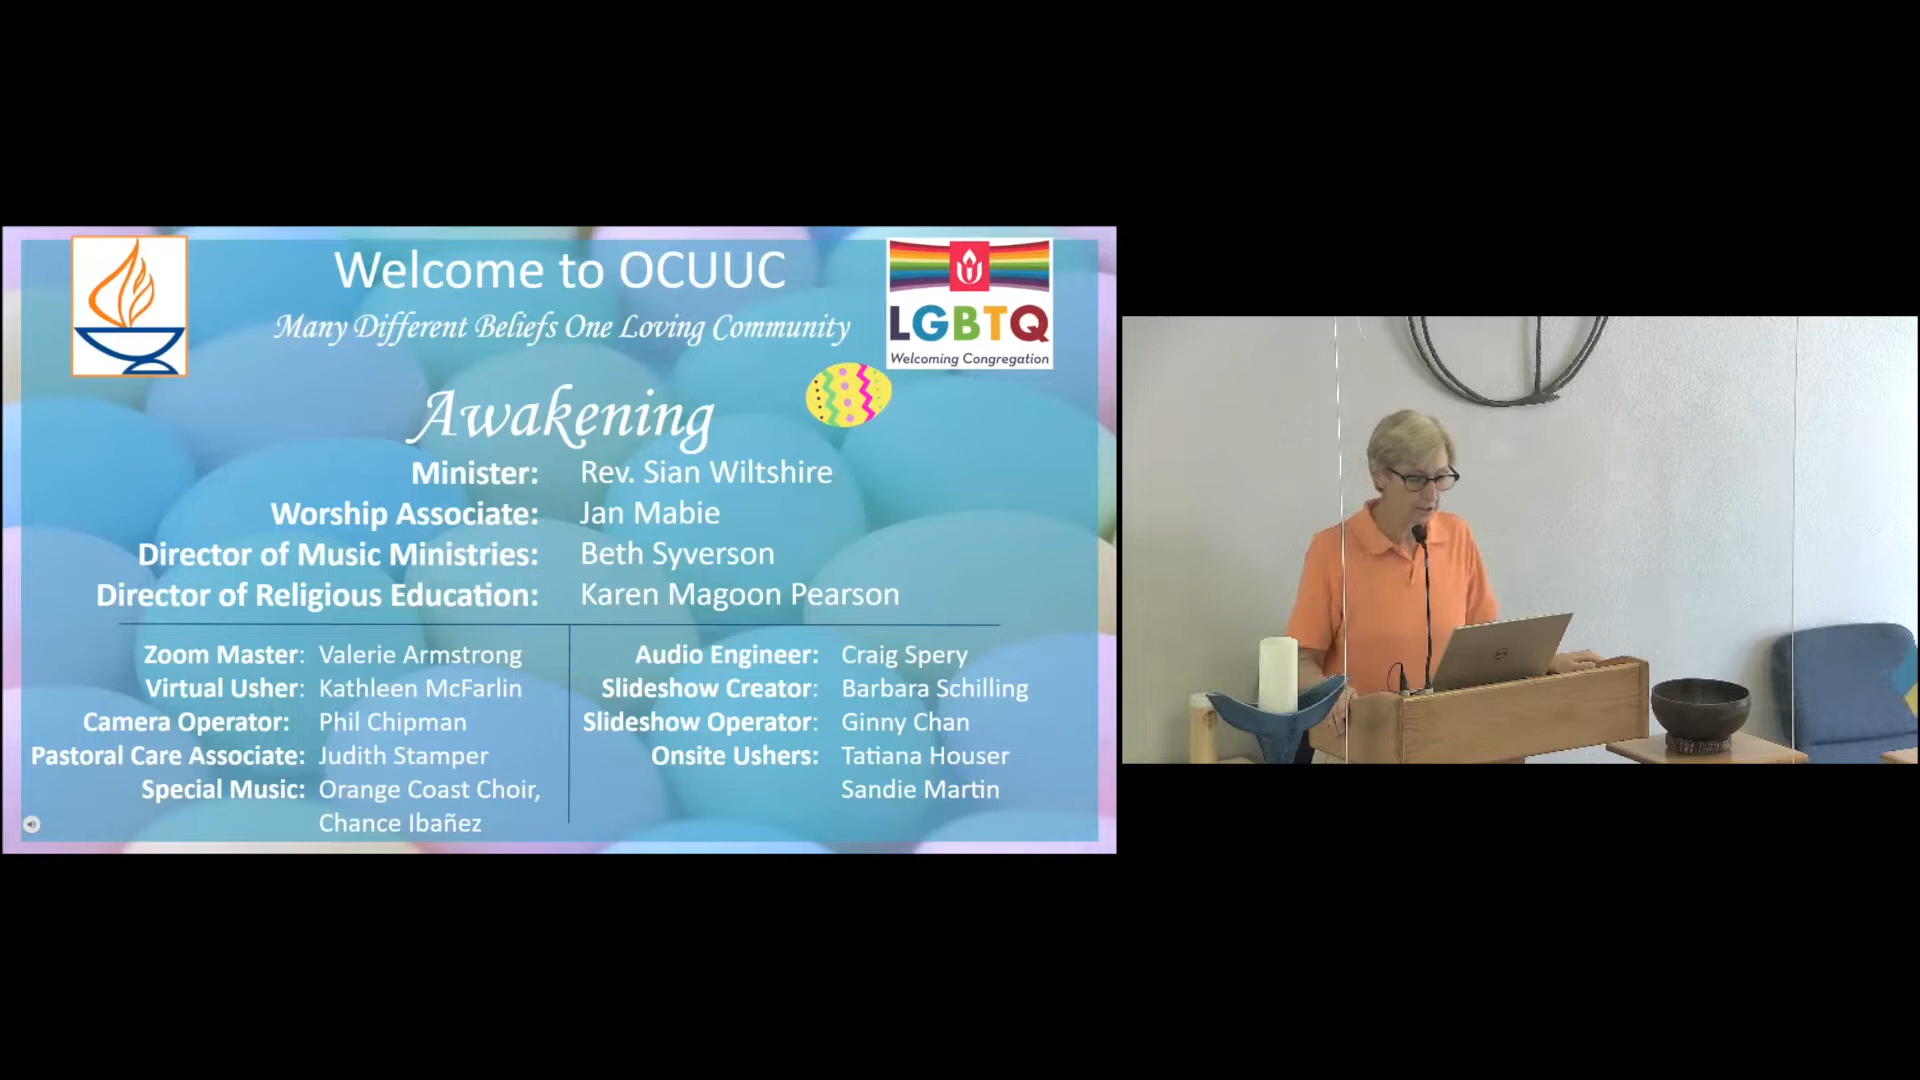 Welcome to OCUUC
Many Different Beliefs One Loving Community
LGBTQ
Welcoming Congregation
Awakening
Minister: Rev. Sian Wiltshire
Worship Associate: Jan Mabie
Director of Music Ministries: Beth Syverson
Director of Religious Education: Karen Magoon Pearson
Zoom Master: Valerie Armstrong
Virtual Usher: Kathleen McFarlin
Camera Operator: Phil Chipman
Pastoral Care Associate: Judith Stamper
Special Music: Orange Coast Choir,
Chance Ibañez
Audio Engineer: Craig Spery
Slideshow Creator: Barbara Schilling
Slideshow Operator: Ginny Chan
Onsite Ushers: Tatiana Houser
Sandie Martin
DELL